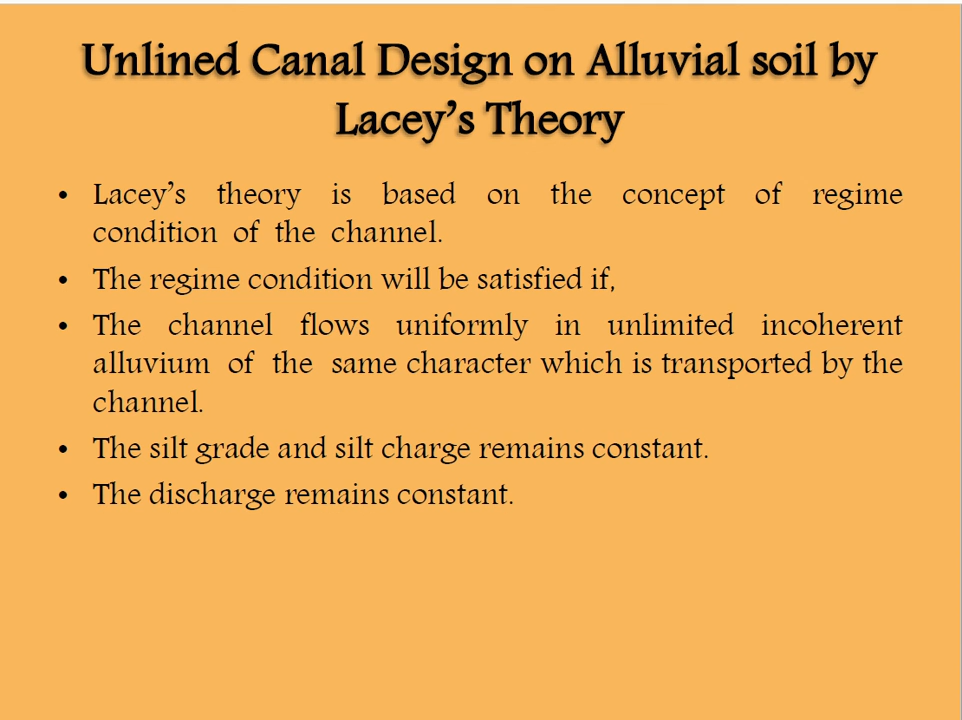 Unlined Canal Design on Alluvial soil by
Lacey’s Theory
• Lacey’s theory is based on the concept of regime
condition of the channel.
• The regime condition will be satisfied if,
• The channel flows uniformly in unlimited incoherent
alluvium of the same character which is transported by the
channel.
• The silt grade and silt charge remains constant.
• The discharge remains constant.